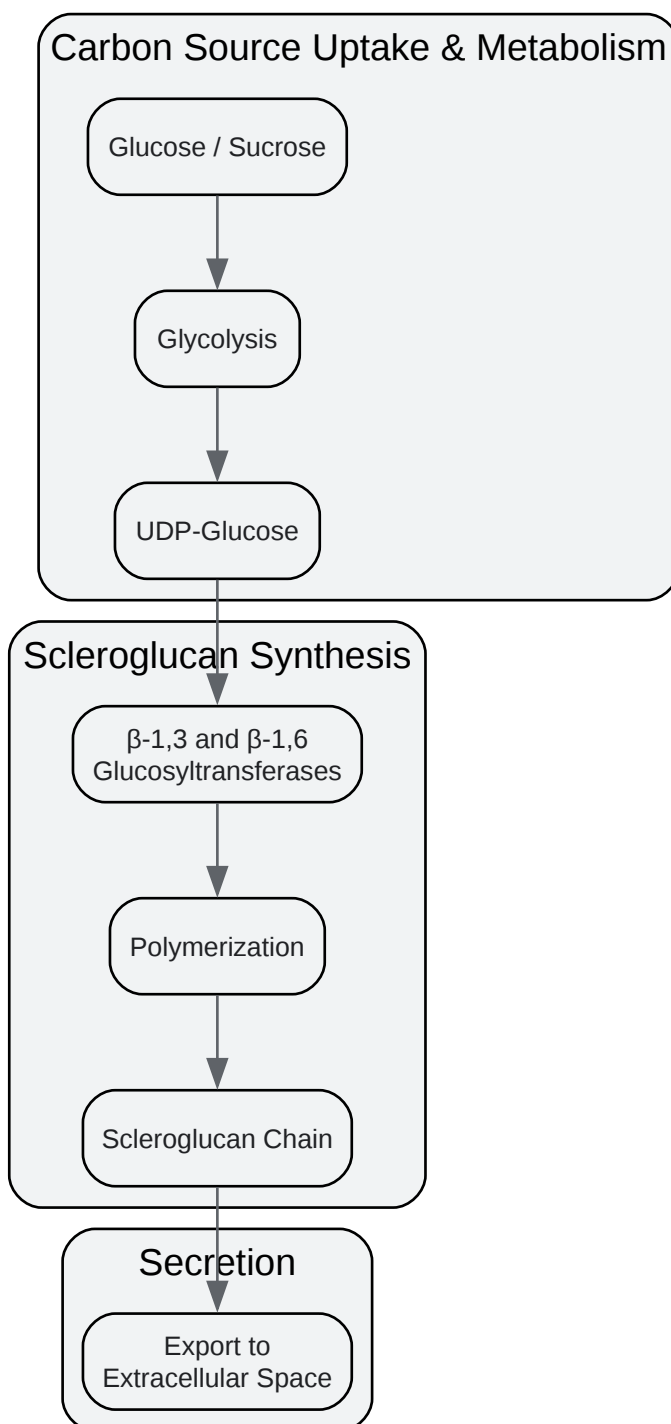 Carbon Source Uptake & Metabolism
Glucose / Sucrose
Glycolysis
UDP-Glucose
Scleroglucan Synthesis
β-1,3 and β-1,6
Glucosyltransferases
Polymerization
Scleroglucan Chain
Secretion
Export to
Extracellular Space